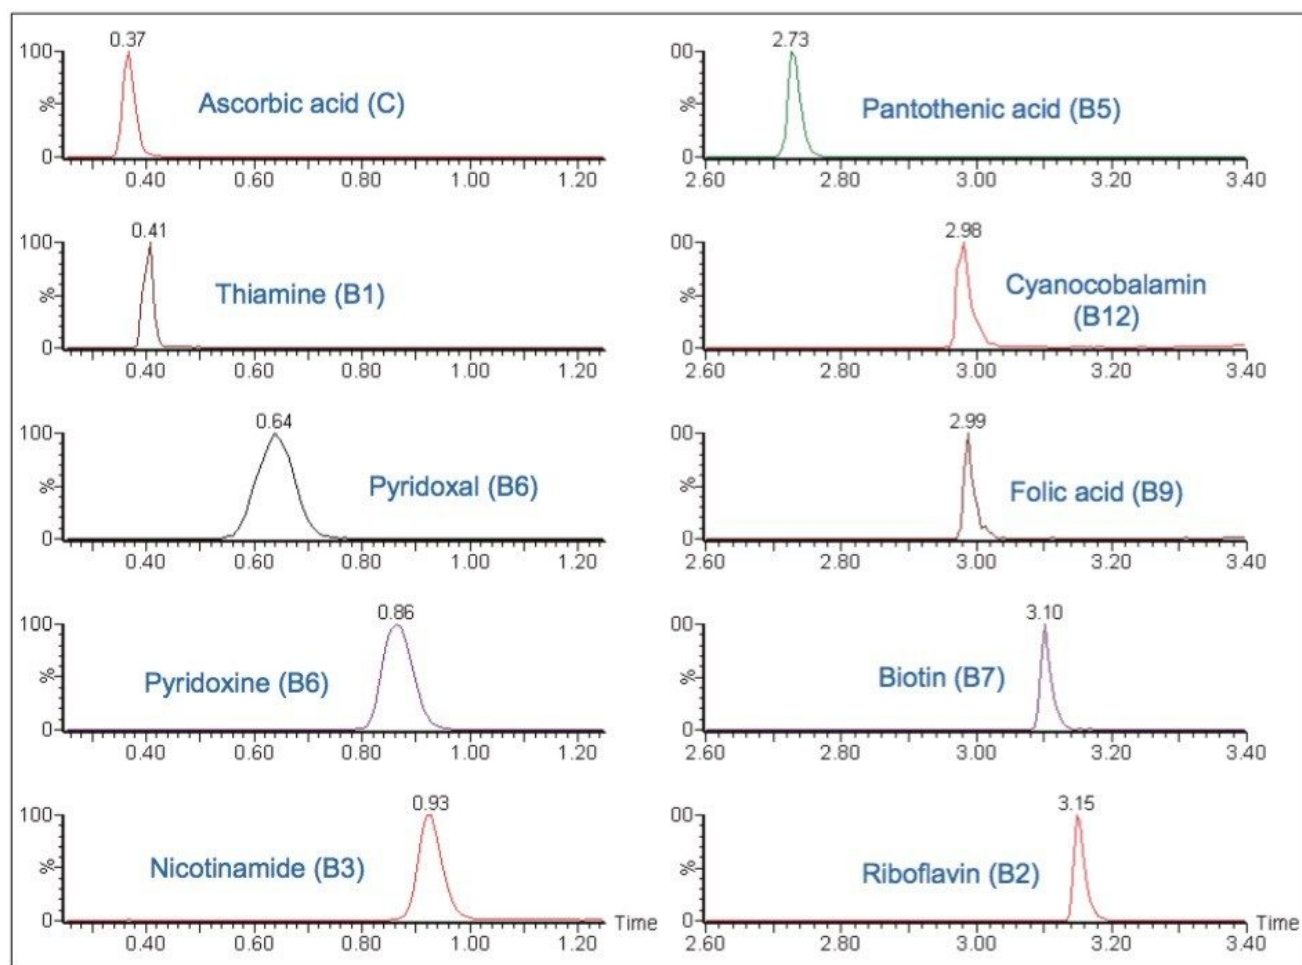 0.37
100
%
Ascorbic acid (C)
0
0.40 0.60 0.80 1.00 1.20
0.41
100
%
Thiamine (B1)
0
0.40 0.60 0.80 1.00 1.20
0.64
100
%
Pyridoxal (B6)
0
0.40 0.60 0.80 1.00 1.20
0.86
100
%
Pyridoxine (B6)
0
0.40 0.60 0.80 1.00 1.20
0.93
100
%
Nicotinamide (B3)
0
Time
0.40 0.60 0.80 1.00 1.20
2.73
00
%
Pantothenic acid (B5)
0
2.60 2.80 3.00 3.20 3.40
2.98
00
%
Cyanocobalamin
(B12)
0
2.60 2.80 3.00 3.20 3.40
2.99
00
%
Folic acid (B9)
0
2.60 2.80 3.00 3.20 3.40
3.10
00
%
Biotin (B7)
0
2.60 2.80 3.00 3.20 3.40
3.15
00
%
Riboflavin (B2)
0
Time
2.60 2.80 3.00 3.20 3.40